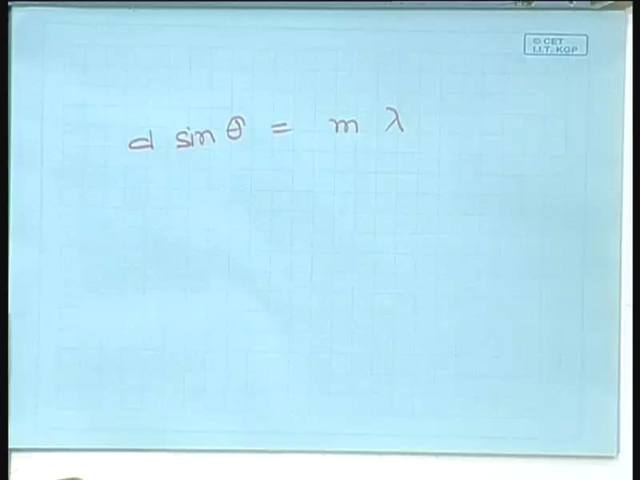 © CET
I.I.T. KGP
d sin θ = m λ